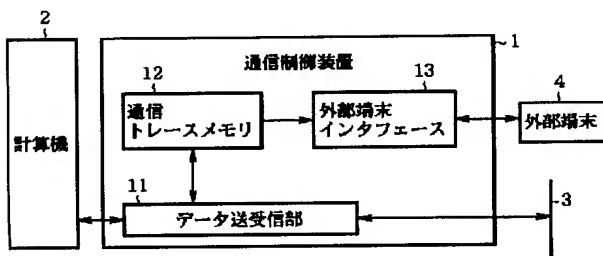 2
1
通信制御装置
12
13
通信
トレースメモリ
外部端末
インタフェース
4
外部端末
計算機
11
データ送受信部
3